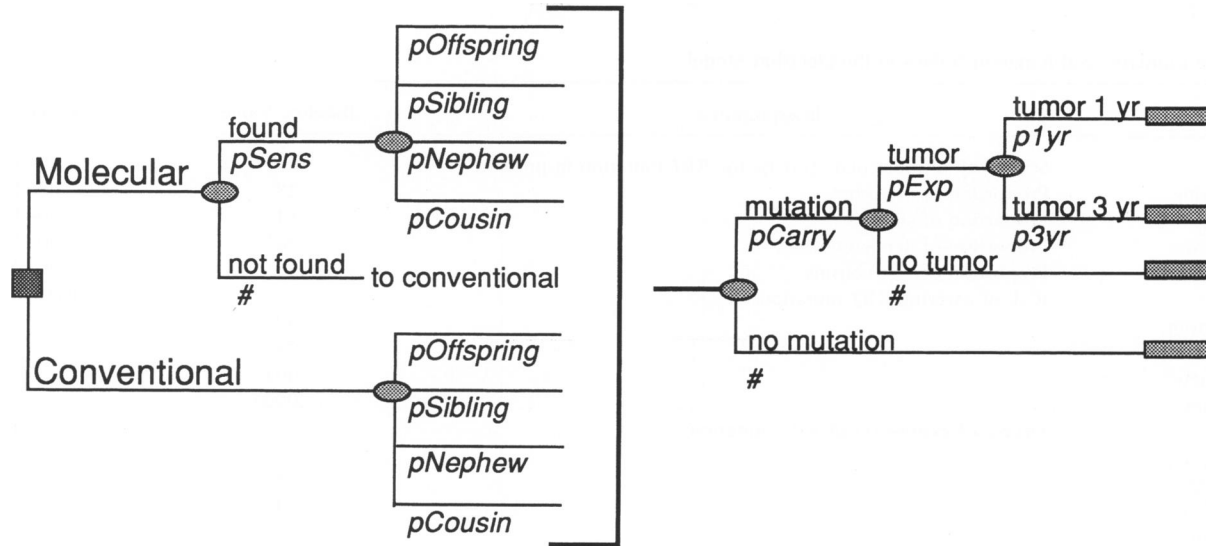 pOffspring
pSibling
found
pSens
pNephew
Molecular
pCousin
not found
#
to conventional
pOffspring
Conventional
pSibling
pNephew
pCousin
tumor 1 yr
p1yr
tumor
pExp
mutation
pCarry
tumor 3 yr
p3yr
no tumor
#
no mutation
#